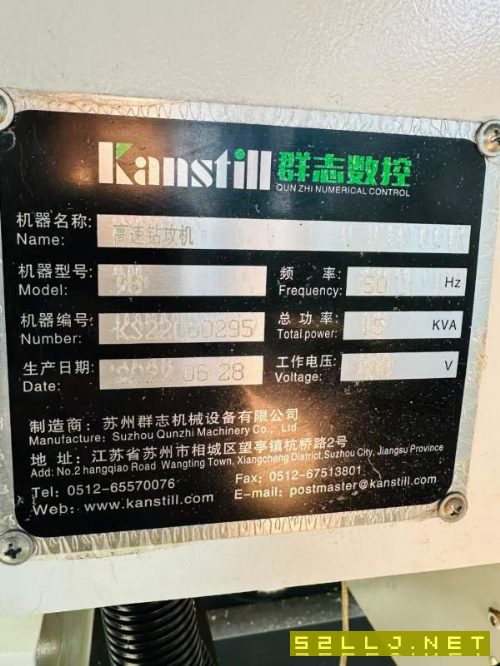 Kanstill 群志数控
QUN ZHI NUMERICAL CONTROL
机器名称: 高速钻攻机
Name:
机器型号: T6 频 率: 50 Hz
Model: Frequency:
机器编号: KS22060295 总 功 率: 15 KVA
Number: Total power:
生产日期: 2022.06.28 工作电压: V
Date: Voltage:
制造商：苏州群志机械设备有限公司
Manufacture: Suzhou Qunzhi Machinery Co., Ltd
地 址: 江苏省苏州市相城区望亭镇杭桥路2号
Add: No.2 hangqiao Road Wangting Town, Xiangcheng District,Suzhou City, Jiangsu Province
Tel: 0512-65570076 Fax: 0512-67513801
Web: www.kanstill.com E-mail: postmaster@kanstill.com
52LLJ.NET